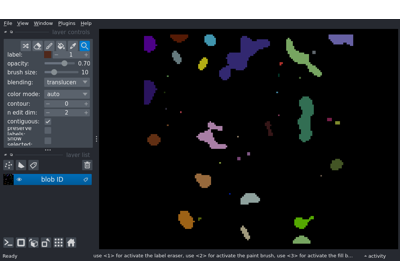 File View Window Plugins Help
layer controls
label: 1
opacity: 0.70
brush size: 10
blending: translucen
color mode: auto
contour: 0
n edit dim: 2
contiguous:
preserve
labels:
show
selected:
layer list
blob ID
Ready use <1> for activate the label eraser, use <2> for activate the paint brush, use <3> for activate the fill b... activity